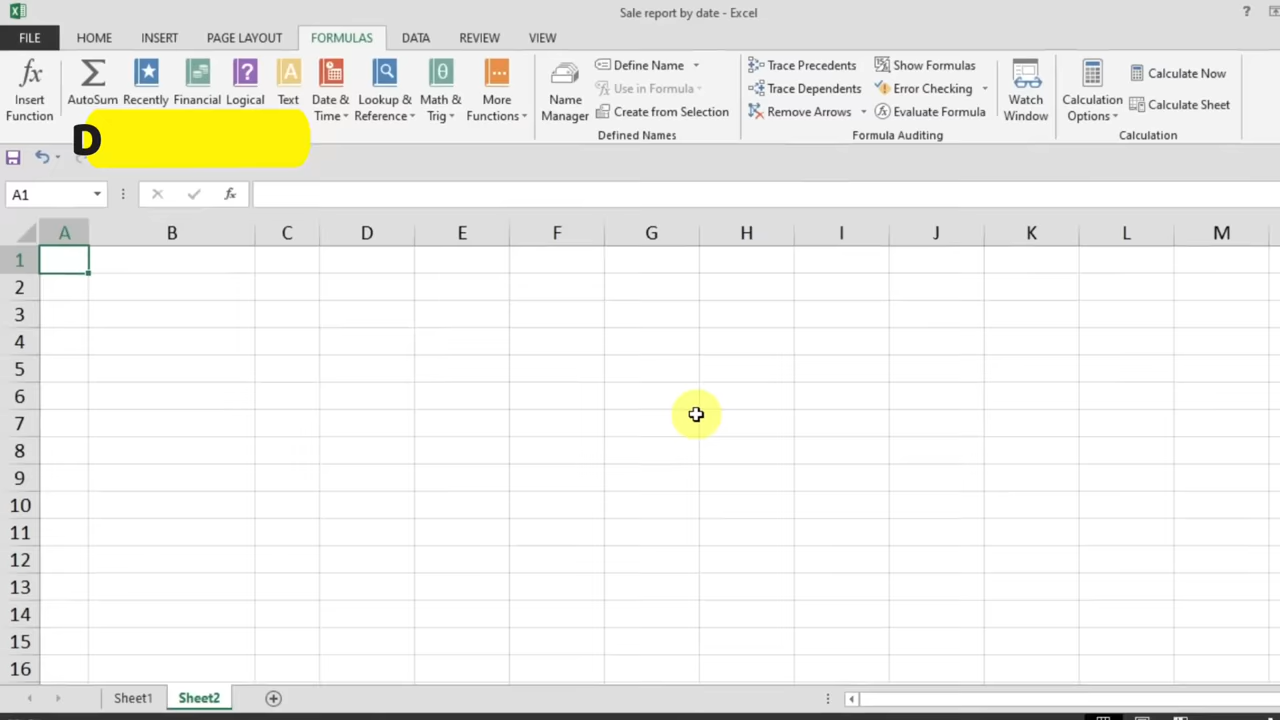 Sale report by date - Excel
?
FILE HOME INSERT PAGE LAYOUT FORMULAS DATA REVIEW VIEW
fx Insert Function
Σ AutoSum
Recently
Financial
? Logical
A Text
Date & Time
Lookup & Reference
θ Math & Trig
More Functions
Name Manager
Define Name
Use in Formula
Create from Selection
Defined Names
Trace Precedents
Trace Dependents
Remove Arrows
Show Formulas
Error Checking
fx Evaluate Formula
Formula Auditing
Watch Window
Calculation Options
Calculate Now
Calculate Sheet
Calculation
D
A1
fx
A B C D E F G H I J K L M
1
2
3
4
5
6
7
8
9
10
11
12
13
14
15
16
Sheet1 Sheet2